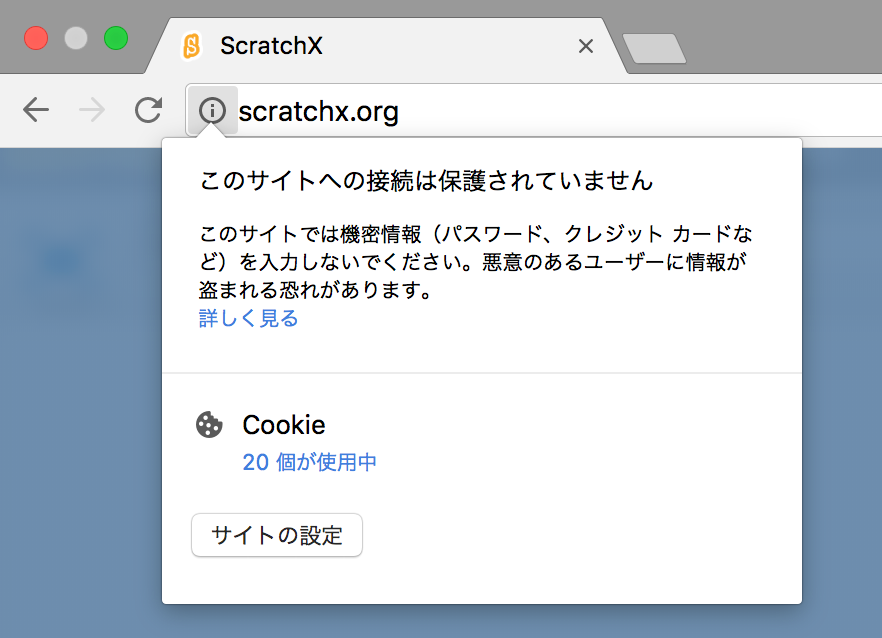 ScratchX
scratchx.org
このサイトへの接続は保護されていません
このサイトでは機密情報（パスワード、クレジット カードな
ど）を入力しないでください。悪意のあるユーザーに情報が
盗まれる恐れがあります。
詳しく見る
Cookie
20 個が使用中
サイトの設定